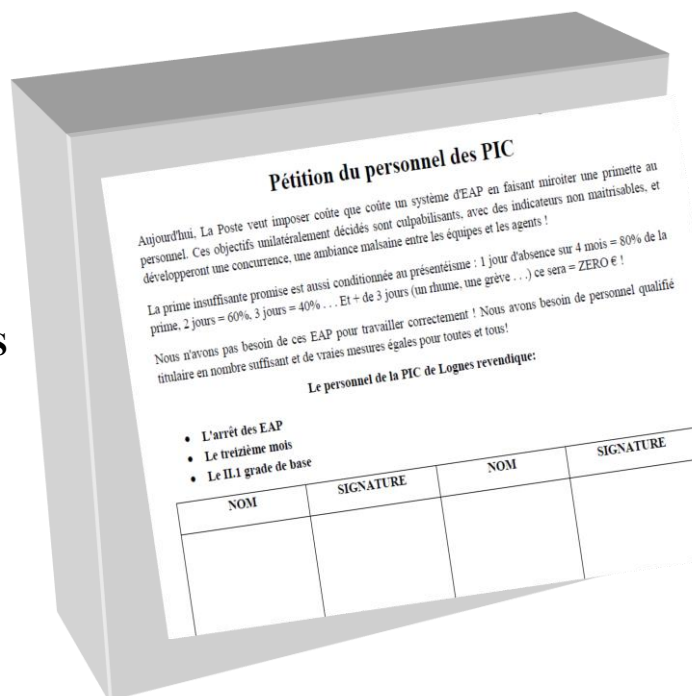 Pétition du personnel des PIC
Aujourd'hui, La Poste veut imposer coûte que coûte un système d'EAP en faisant miroiter une primette au
personnel. Ces objectifs unilatéralement décidés sont culpabilisants, avec des indicateurs non maitrisables, et
développeront une concurrence, une ambiance malsaine entre les équipes et les agents !
La prime insuffisante promise est aussi conditionnée au présentéisme : 1 jour d'absence sur 4 mois = 80% de la
prime, 2 jours = 60%, 3 jours = 40% . . . Et + de 3 jours (un rhume, une grève . . .) ce sera = ZERO € !
Nous n'avons pas besoin de ces EAP pour travailler correctement ! Nous avons besoin de personnel qualifié
titulaire en nombre suffisant et de vraies mesures égales pour toutes et tous!
Le personnel de la PIC de Lognes revendique:
• L'arrêt des EAP
• Le treizième mois
• Le II.1 grade de base
NOM SIGNATURE NOM SIGNATURE
s